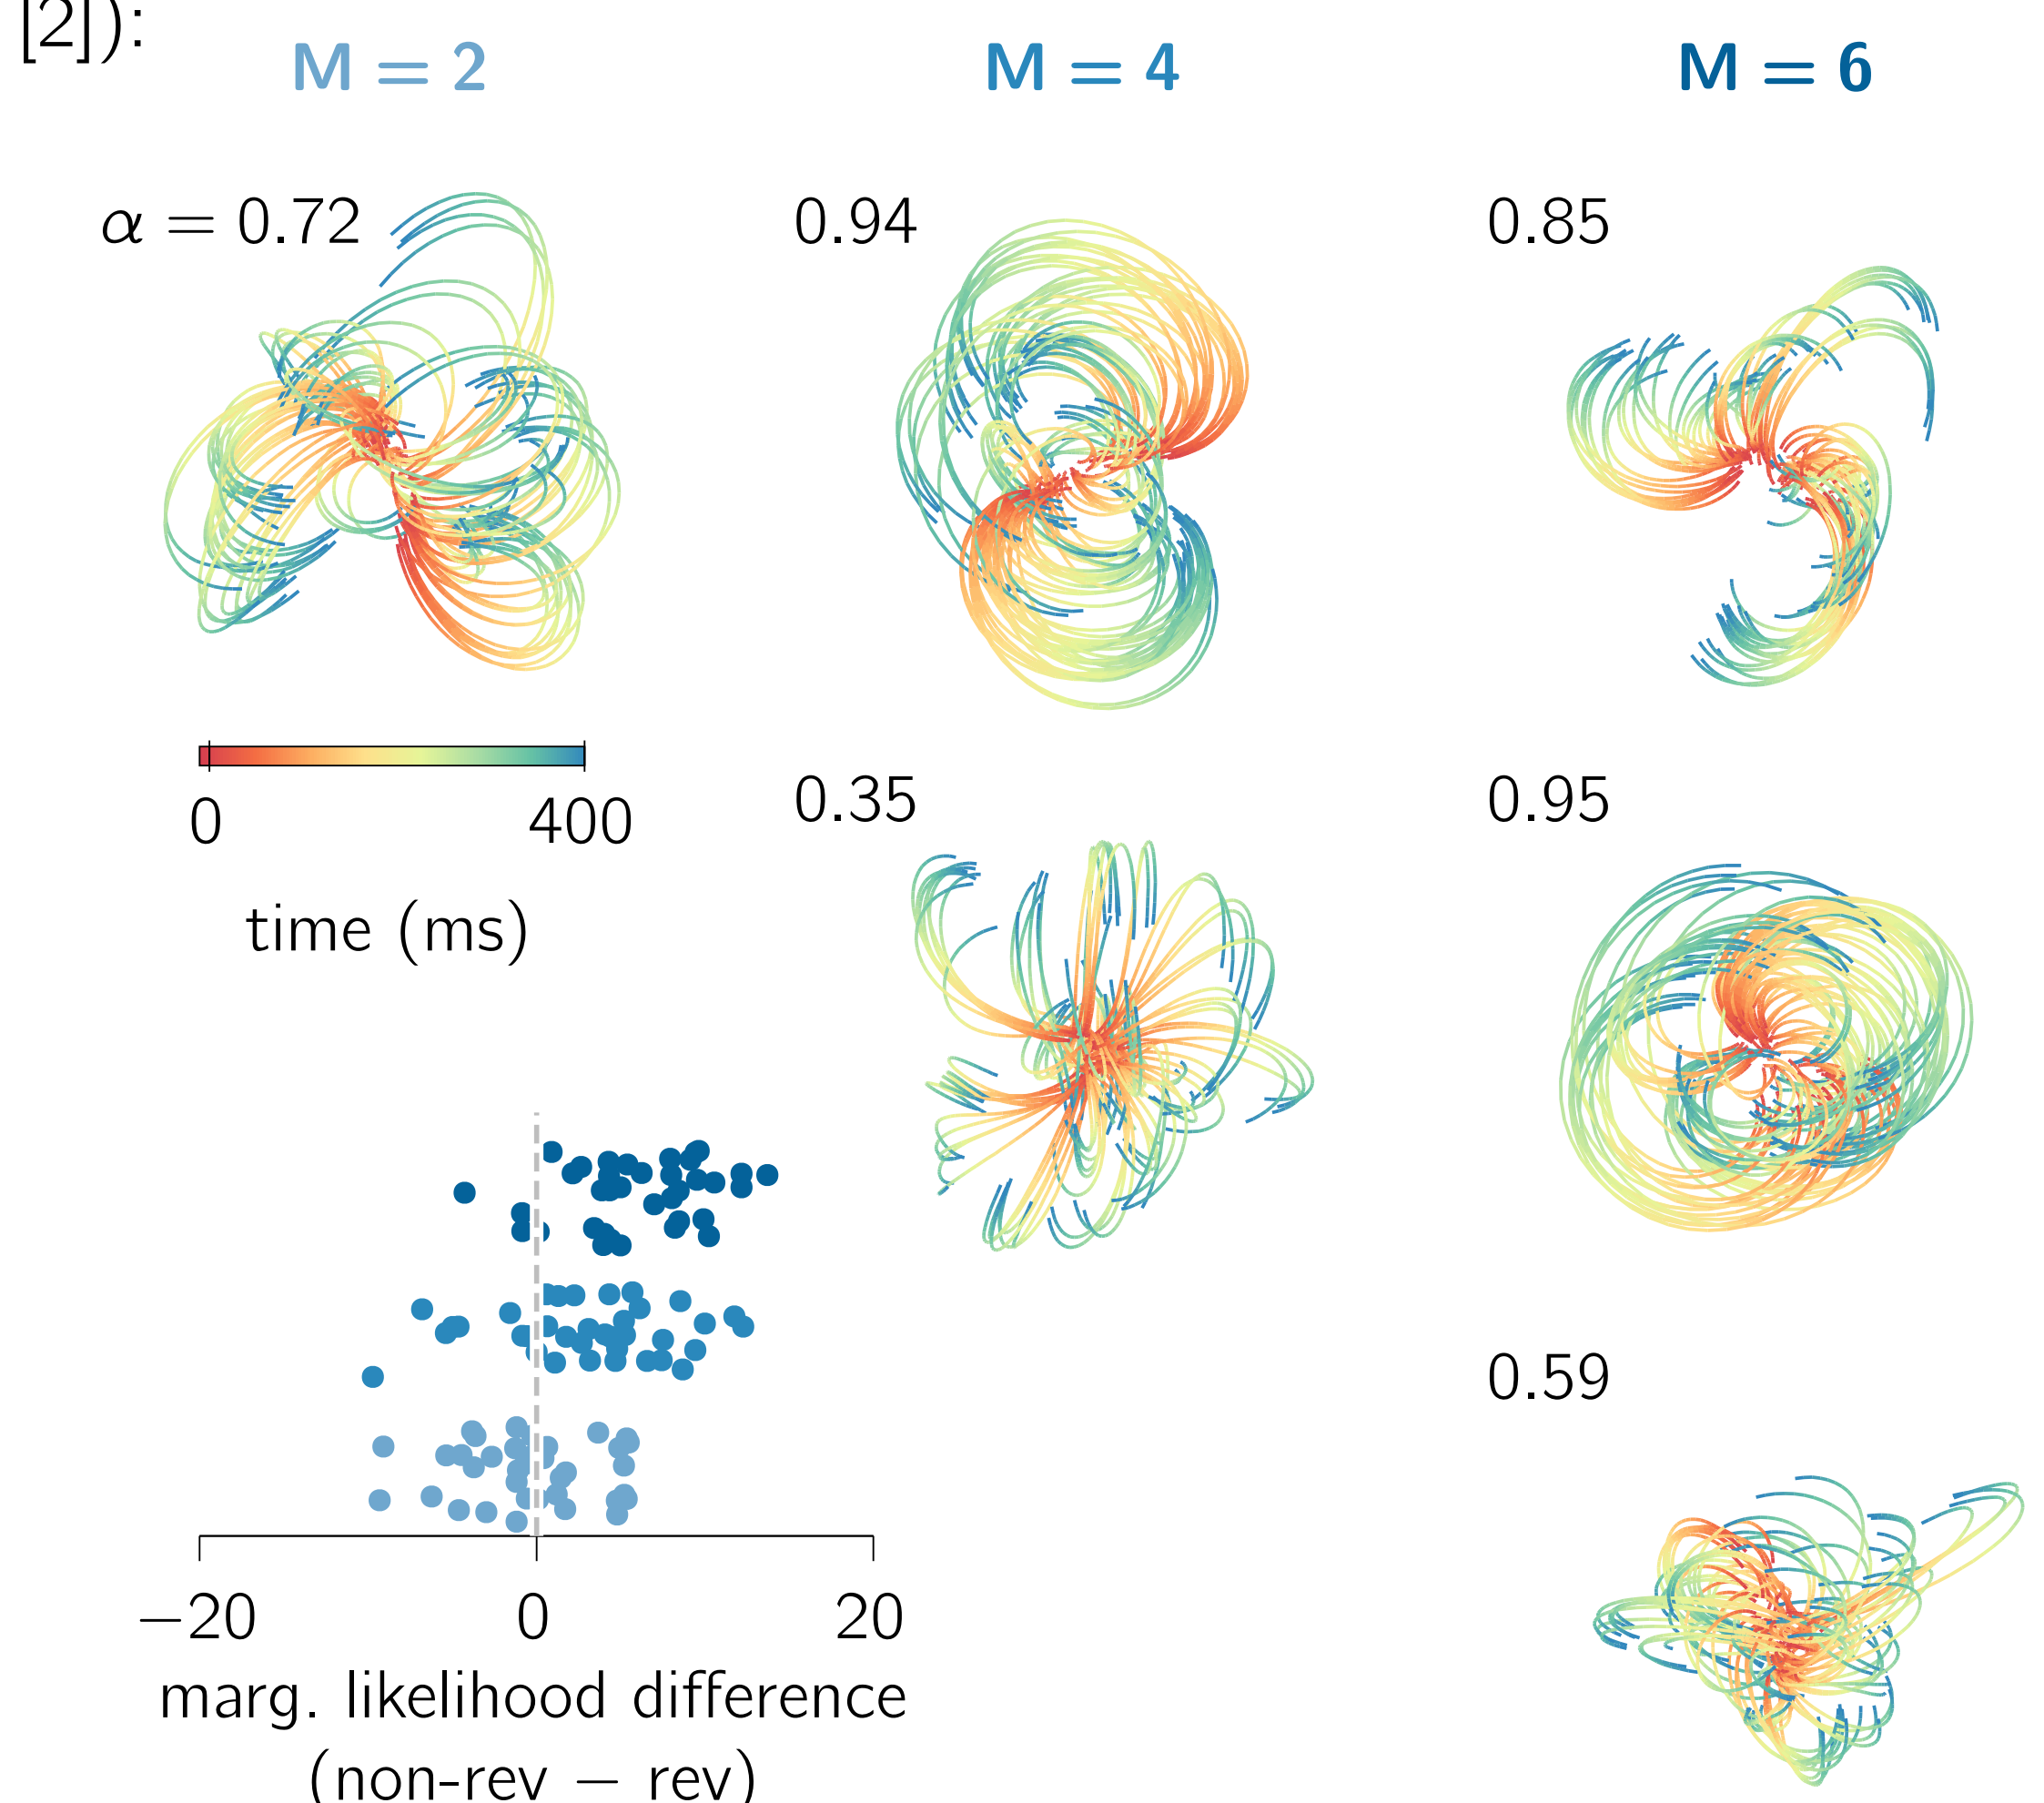 [2]):
M = 2 M = 4 M = 6
α = 0.72 0.94 0.85
0 400
time (ms)
0.35 0.95
0.59
−20 0 20
marg. likelihood difference
(non-rev − rev)